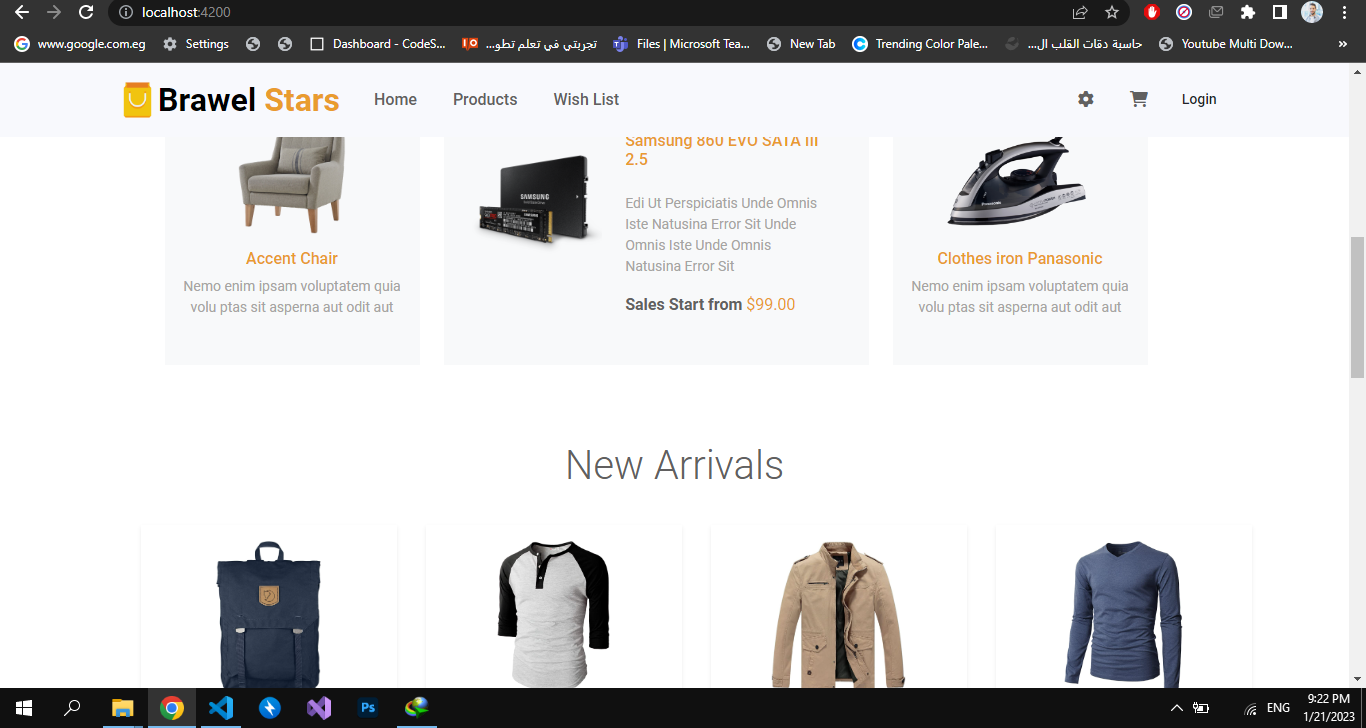 localhost:4200
www.google.com.eg
Settings
Dashboard - CodeS...
تجربتي في تعلم تطو...
Files | Microsoft Tea...
New Tab
Trending Color Pale...
حاسبة دقات القلب ال...
Youtube Multi Dow...
»
Brawel Stars
Home
Products
Wish List
Login
Accent Chair
Nemo enim ipsam voluptatem quia
volu ptas sit asperna aut odit aut
SAMSUNG
Samsung 860 EVO SATA III
2.5
Edi Ut Perspiciatis Unde Omnis
Iste Natusina Error Sit Unde
Omnis Iste Unde Omnis
Natusina Error Sit
Sales Start from $99.00
Clothes iron Panasonic
Nemo enim ipsam voluptatem quia
volu ptas sit asperna aut odit aut
New Arrivals
Ps
ENG
9:22 PM
1/21/2023